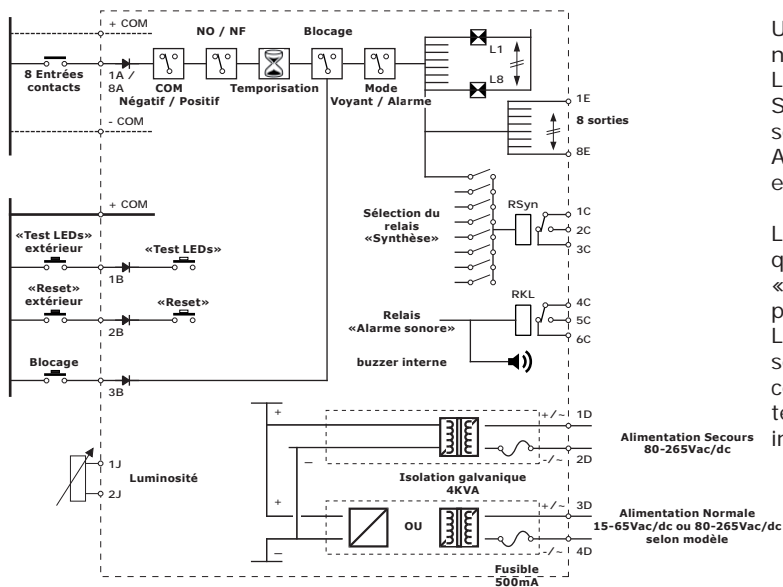 + COM
NO / NF
Blocage
8 Entrées
contacts
1A /
8A
COM
Négatif / Positif
Temporisation
Mode
Voyant / Alarme
L1
L8
- COM
1E
8 sorties
8E
+ COM
«Test LEDs»
extérieur
«Test LEDs»
1B
«Reset»
extérieur
«Reset»
2B
Blocage
3B
Sélection du
relais
«Synthèse»
RSyn
1C
2C
3C
RKL
4C
5C
6C
Relais
«Alarme sonore»
buzzer interne
1J
2J
Luminosité
+
–
+/~ 1D
-/~ 2D
Alimentation Secours
80-265Vac/dc
Isolation galvanique
4KVA
+
–
OU
+/~ 3D
-/~ 4D
Alimentation Normale
15-65Vac/dc ou 80-265Vac/dc
selon modèle
Fusible
500mA
U
n
L
S
s
A
e
L
q
«
p
L
s
c
te
in